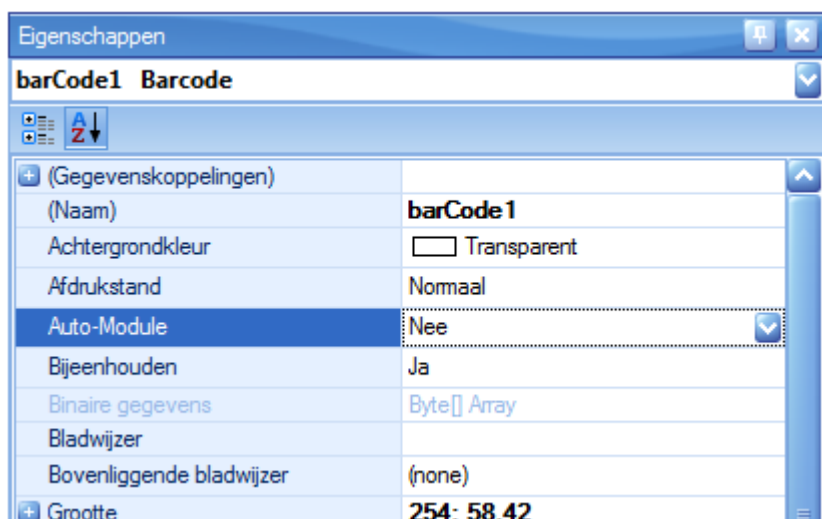 Eigenschappen
barCode1 Barcode
(Gegevenskoppelingen)
(Naam) barCode1
Achtergrondkleur Transparent
Afdrukstand Normaal
Auto-Module Nee
Bijeenhouden Ja
Binaire gegevens Byte[] Array
Bladwijzer
Bovenliggende bladwijzer (none)
Grootte 254; 58,42